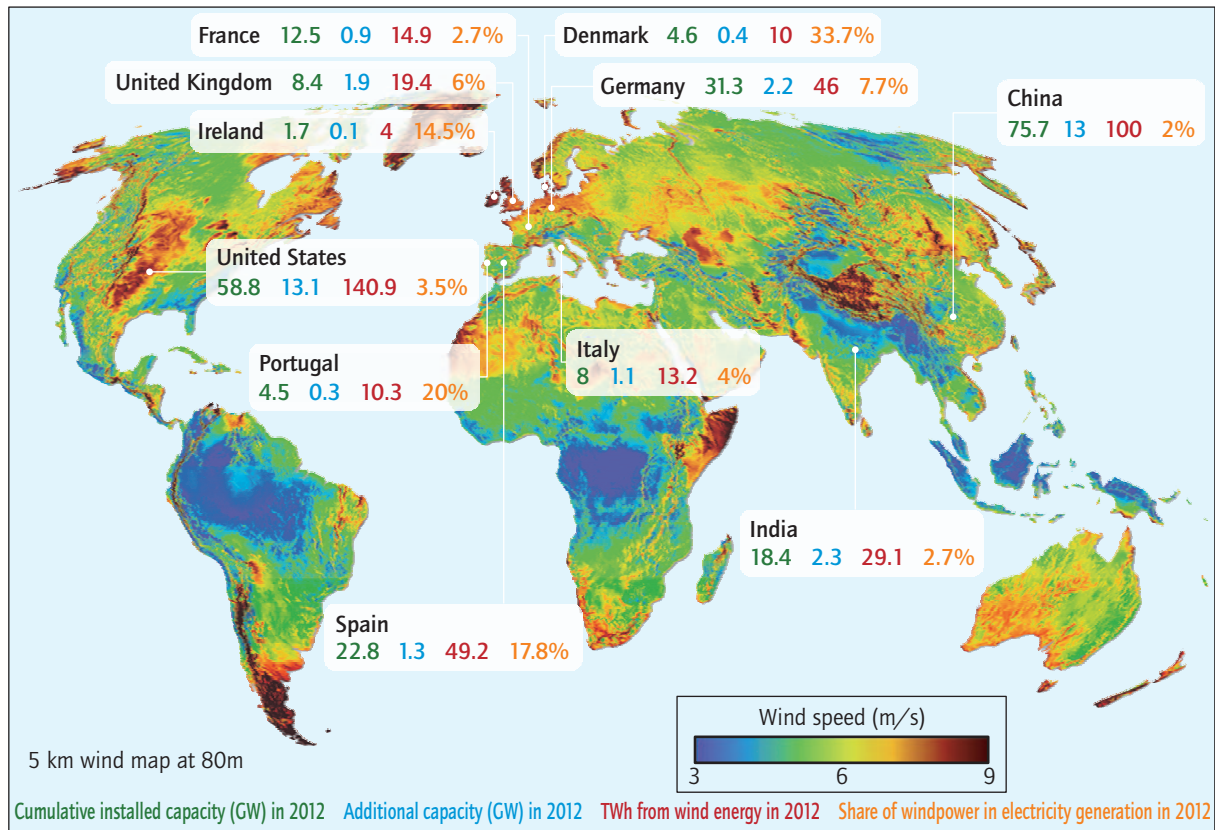 France 12.5 0.9 14.9 2.7%
Denmark 4.6 0.4 10 33.7%
United Kingdom 8.4 1.9 19.4 6%
Germany 31.3 2.2 46 7.7%
Ireland 1.7 0.1 4 14.5%
China
75.7 13 100 2%
United States
58.8 13.1 140.9 3.5%
Portugal
4.5 0.3 10.3 20%
Italy
8 1.1 13.2 4%
India
18.4 2.3 29.1 2.7%
Spain
22.8 1.3 49.2 17.8%
Wind speed (m/s)
3 6 9
5 km wind map at 80m
Cumulative installed capacity (GW) in 2012 Additional capacity (GW) in 2012 TWh from wind energy in 2012 Share of windpower in electricity generation in 2012